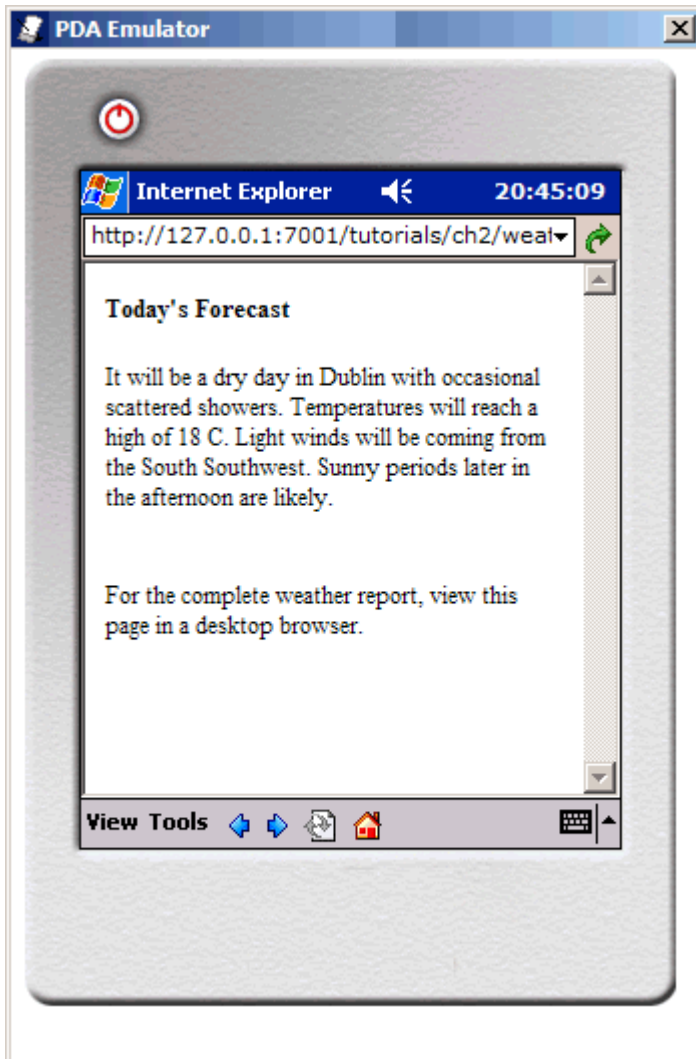 PDA Emulator
Internet Explorer 20:45:09
http://127.0.0.1:7001/tutorials/ch2/weat
Today's Forecast
It will be a dry day in Dublin with occasional
scattered showers. Temperatures will reach a
high of 18 C. Light winds will be coming from
the South Southwest. Sunny periods later in
the afternoon are likely.
For the complete weather report, view this
page in a desktop browser.
View Tools